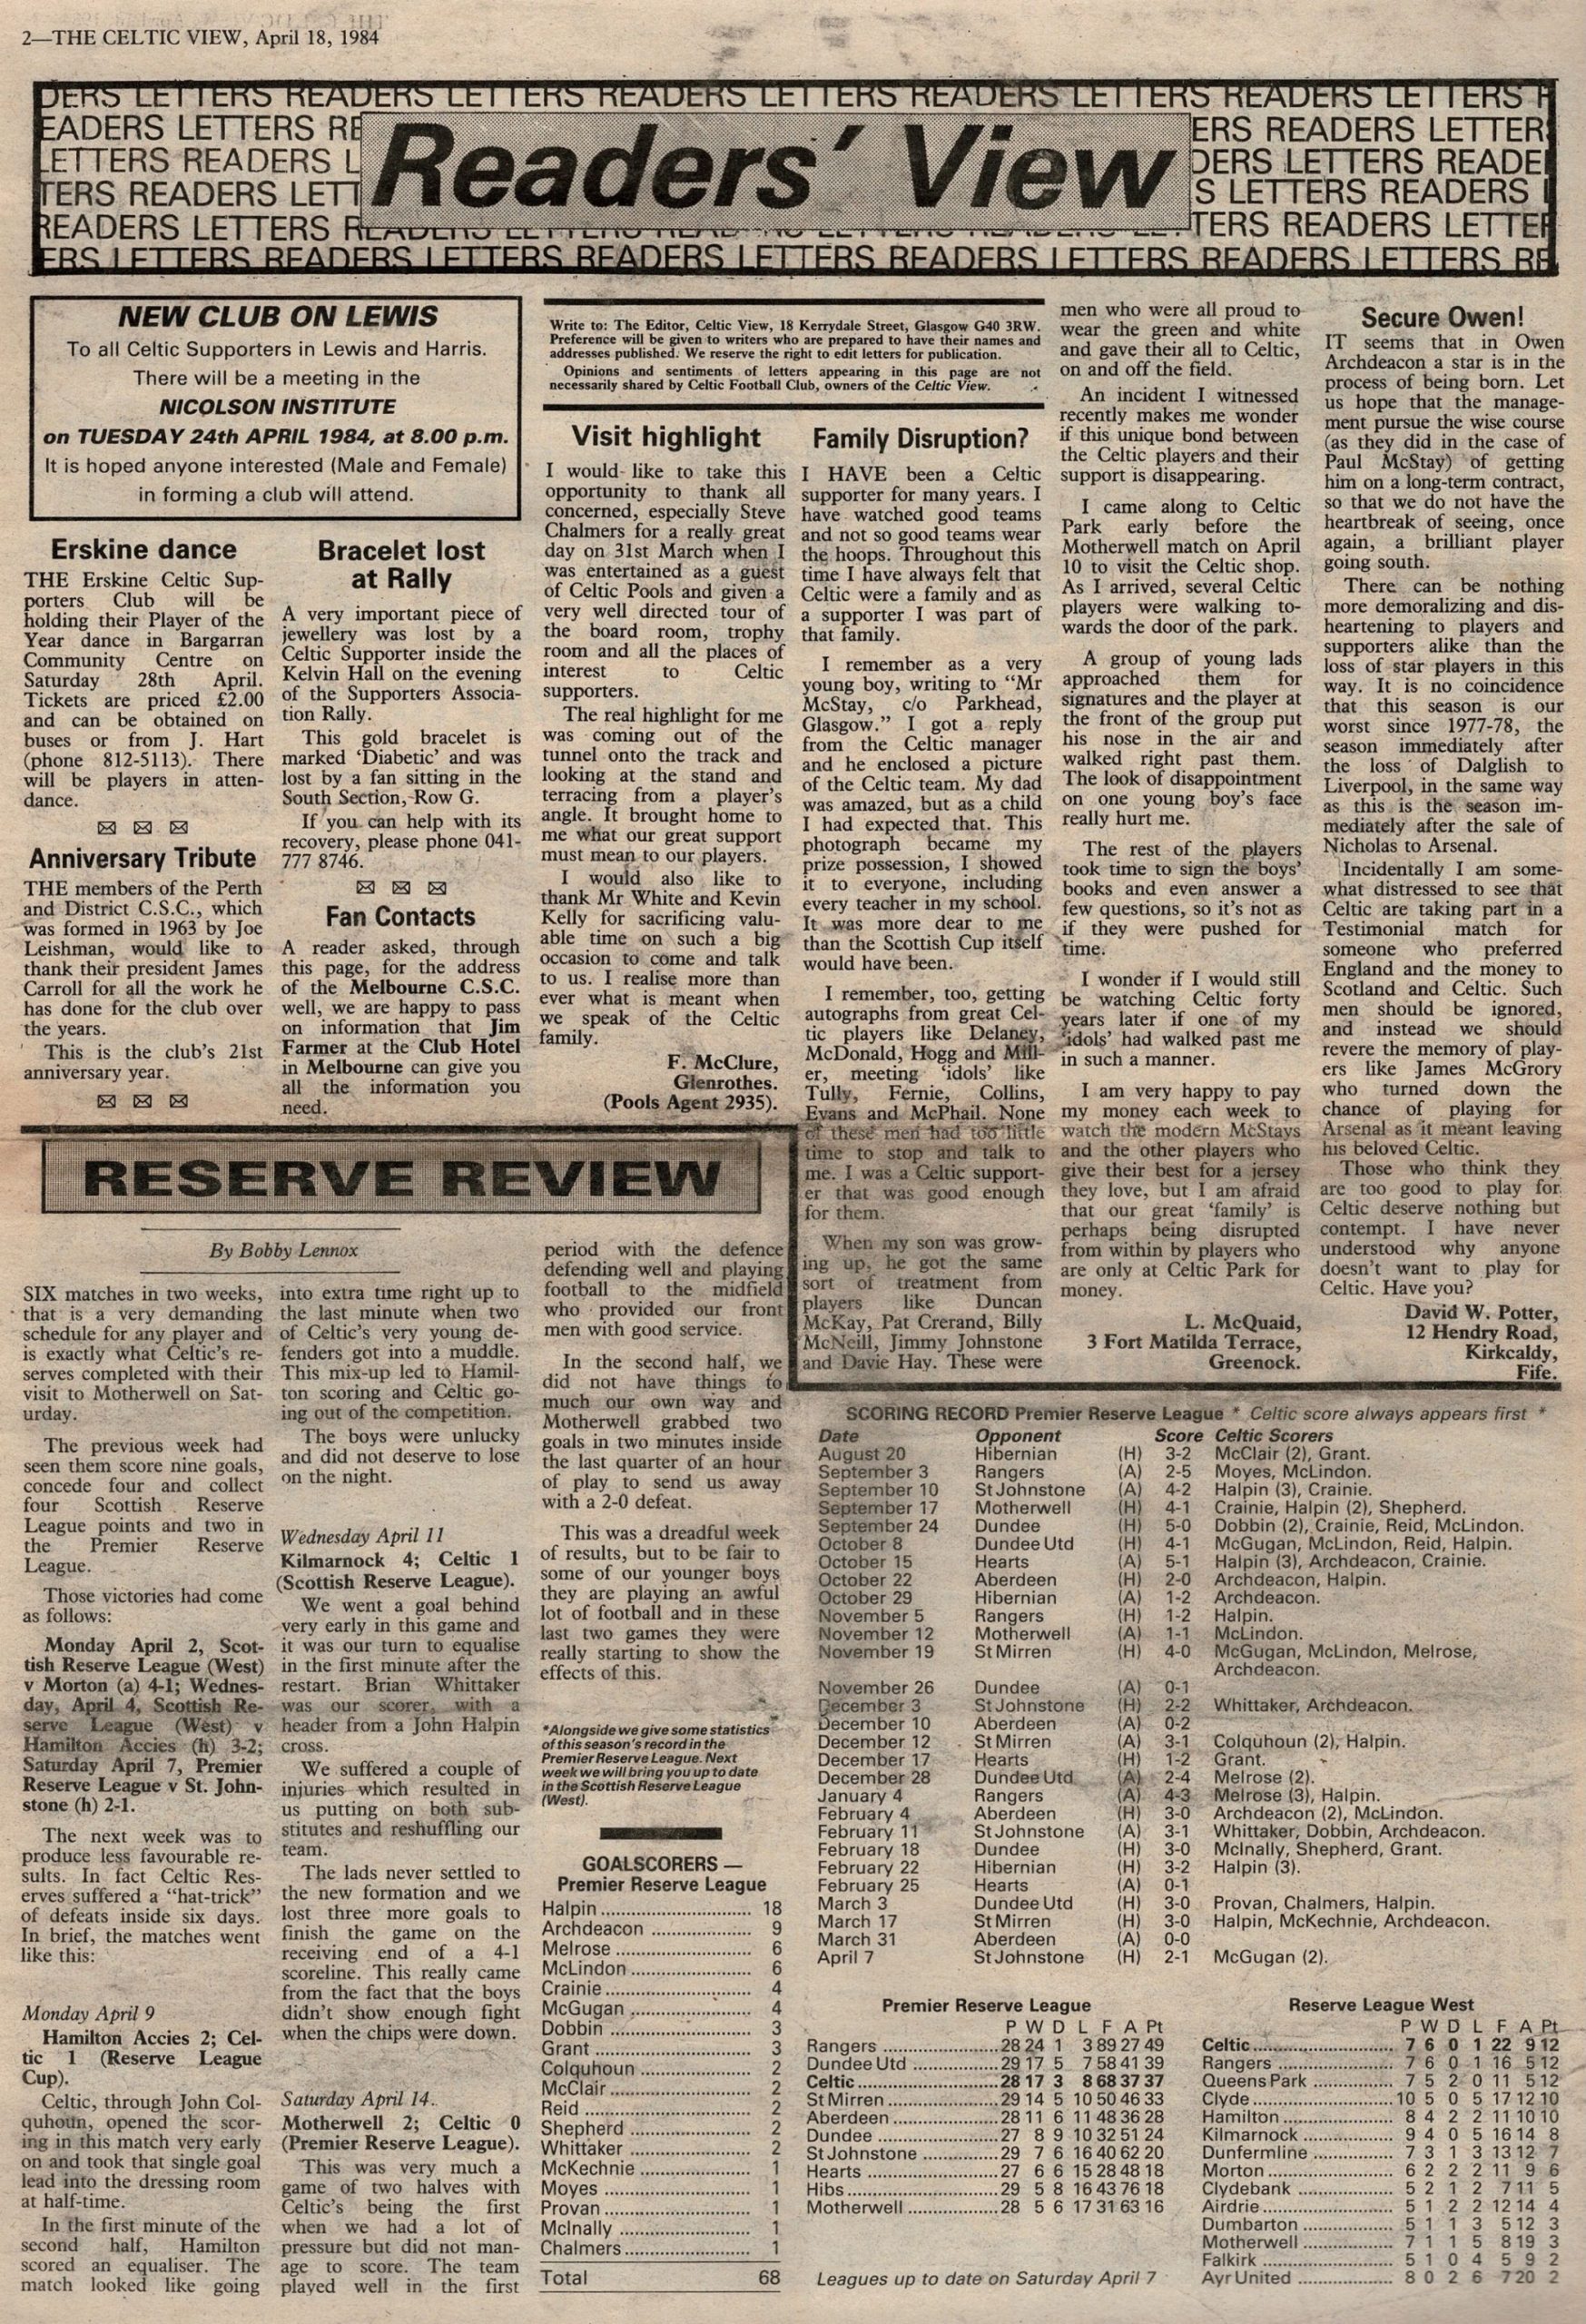 2—THE CELTIC VIEW, April 18, 1984
DERS LETTERS READERS LETTERS READERS LETTERS READERS LETTERS READERS LETTERS R
EADERS LETTERS RE
ERS READERS LETTER
LETTERS READERS L
DERS LETTERS READE
TERS READERS LETT
S LETTERS READERS
READERS LETTERS R
TERS READERS LETTE
ERS LETTERS READERS LETTERS READERS LETTERS READERS LETTERS READERS LETTERS RE
Readers' View
NEW CLUB ON LEWIS
To all Celtic Supporters in Lewis and Harris.
There will be a meeting in the
NICOLSON INSTITUTE
on TUESDAY 24th APRIL 1984, at 8.00 p.m.
It is hoped anyone interested (Male and Female)
in forming a club will attend.
Erskine dance
THE Erskine Celtic Sup-
porters Club will be
holding their Player of the
Year dance in Bargarran
Community Centre on
Saturday 28th April.
Tickets are priced £2.00
and can be obtained on
buses or from J. Hart
(phone 812-5113). There
will be players in atten-
dance.
Anniversary Tribute
THE members of the Perth
and District C.S.C., which
was formed in 1963 by Joe
Leishman, would like to
thank their president James
Carroll for all the work he
has done for the club over
the years.
This is the club's 21st
anniversary year.
Bracelet lost
at Rally
A very important piece of
jewellery was lost by a
Celtic Supporter inside the
Kelvin Hall on the evening
of the Supporters Associa-
tion Rally.
This gold bracelet is
marked 'Diabetic' and was
lost by a fan sitting in the
South Section, Row G.
If you can help with its
recovery, please phone 041-
777 8746.
Fan Contacts
A reader asked, through
this page, for the address
of the Melbourne C.S.C.
well, we are happy to pass
on information that Jim
Farmer at the Club Hotel
in Melbourne can give you
all the information you
need.
Write to: The Editor, Celtic View, 18 Kerrydale Street, Glasgow G40 3RW.
Preference will be given to writers who are prepared to have their names and
addresses published. We reserve the right to edit letters for publication.
Opinions and sentiments of letters appearing in this page are not
necessarily shared by Celtic Football Club, owners of the Celtic View.
Visit highlight
I would like to take this
opportunity to thank all
concerned, especially Steve
Chalmers for a really great
day on 31st March when I
was entertained as a guest
of Celtic Pools and given a
very well directed tour of
the board room, trophy
room and all the places of
interest to Celtic
supporters.
The real highlight for me
was coming out of the
tunnel onto the track and
looking at the stand and
terracing from a player's
angle. It brought home to
me what our great support
must mean to our players.
I would also like to
thank Mr White and Kevin
Kelly for sacrificing valu-
able time on such a big
occasion to come and talk
to us. I realise more than
ever what is meant when
we speak of the Celtic
family.
F. McClure,
Glenrothes.
(Pools Agent 2935).
Family Disruption?
I HAVE been a Celtic
supporter for many years. I
have watched good teams
and not so good teams wear
the hoops. Throughout this
time I have always felt that
Celtic were a family and as
a supporter I was part of
that family.
I remember as a very
young boy, writing to "Mr
McStay, c/o Parkhead,
Glasgow." I got a reply
from the Celtic manager
and he enclosed a picture
of the Celtic team. My dad
was amazed, but as a child
I had expected that. This
photograph became my
prize possession, I showed
it to everyone, including
every teacher in my school.
It was more dear to me
than the Scottish Cup itself
would have been.
I remember, too, getting
autographs from great Cel-
tic players like Delaney,
McDonald, Hogg and Mill-
er, meeting 'idols' like
Tully, Fernie, Collins,
Evans and McPhail. None
of these men had too little
time to stop and talk to
me. I was a Celtic support-
er that was good enough
for them.
When my son was grow-
ing up, he got the same
sort of treatment from
players like Duncan
McKay, Pat Crerand, Billy
McNeill, Jimmy Johnstone
and Davie Hay. These were
men who were all proud to
wear the green and white
and gave their all to Celtic,
on and off the field.
An incident I witnessed
recently makes me wonder
if this unique bond between
the Celtic players and their
support is disappearing.
I came along to Celtic
Park early before the
Motherwell match on April
10 to visit the Celtic shop.
As I arrived, several Celtic
players were walking to-
wards the door of the park.
A group of young lads
approached them for
signatures and the player at
the front of the group put
his nose in the air and
walked right past them.
The look of disappointment
on one young boy's face
really hurt me.
The rest of the players
took time to sign the boys'
books and even answer a
few questions, so it's not as
if they were pushed for
time.
I wonder if I would still
be watching Celtic forty
years later if one of my
'idols' had walked past me
in such a manner.
I am very happy to pay
my money each week to
watch the modern McStays
and the other players who
give their best for a jersey
they love, but I am afraid
that our great 'family' is
perhaps being disrupted
from within by players who
are only at Celtic Park for
money.
L. McQuaid,
3 Fort Matilda Terrace,
Greenock.
Secure Owen!
IT seems that in Owen
Archdeacon a star is in the
process of being born. Let
us hope that the manage-
ment pursue the wise course
(as they did in the case of
Paul McStay) of getting
him on a long-term contract,
so that we do not have the
heartbreak of seeing, once
again, a brilliant player
going south.
There can be nothing
more demoralizing and dis-
heartening to players and
supporters alike than the
loss of star players in this
way. It is no coincidence
that this season is our
worst since 1977-78, the
season immediately after
the loss of Dalglish to
Liverpool, in the same way
as this is the season im-
mediately after the sale of
Nicholas to Arsenal.
Incidentally I am some-
what distressed to see that
Celtic are taking part in a
Testimonial match for
someone who preferred
England and the money to
Scotland and Celtic. Such
men should be ignored,
and instead we should
revere the memory of play-
ers like James McGrory
who turned down the
chance of playing for
Arsenal as it meant leaving
his beloved Celtic.
Those who think they
are too good to play for
Celtic deserve nothing but
contempt. I have never
understood why anyone
doesn't want to play for
Celtic. Have you?
David W. Potter,
12 Hendry Road,
Kirkcaldy,
Fife.
RESERVE REVIEW
By Bobby Lennox
SIX matches in two weeks,
that is a very demanding
schedule for any player and
is exactly what Celtic's re-
serves completed with their
visit to Motherwell on Sat-
urday.
The previous week had
seen them score nine goals,
concede four and collect
four Scottish Reserve
League points and two in
the Premier Reserve
League.
Those victories had come
as follows:
Monday April 2, Scot-
tish Reserve League (West)
v Morton (a) 4-1; Wednes-
day, April 4, Scottish Re-
serve League (West) v
Hamilton Accies (h) 3-2;
Saturday April 7, Premier
Reserve League v St. John-
stone (h) 2-1.
The next week was to
produce less favourable re-
sults. In fact Celtic Res-
erves suffered a "hat-trick"
of defeats inside six days.
In brief, the matches went
like this:
Monday April 9
Hamilton Accies 2; Cel-
tic 1 (Reserve League
Cup).
Celtic, through John Col-
quhoun, opened the scor-
ing in this match very early
on and took that single goal
lead into the dressing room
at half-time.
In the first minute of the
second half, Hamilton
scored an equaliser. The
match looked like going
into extra time right up to
the last minute when two
of Celtic's very young de-
fenders got into a muddle.
This mix-up led to Hamil-
ton scoring and Celtic go-
ing out of the competition.
The boys were unlucky
and did not deserve to lose
on the night.
Wednesday April 11
Kilmarnock 4; Celtic 1
(Scottish Reserve League).
We went a goal behind
very early in this game and
it was our turn to equalise
in the first minute after the
restart. Brian Whittaker
was our scorer, with a
header from a John Halpin
cross.
We suffered a couple of
injuries which resulted in
us putting on both sub-
stitutes and reshuffling our
team.
The lads never settled to
the new formation and we
lost three more goals to
finish the game on the
receiving end of a 4-1
scoreline. This really came
from the fact that the boys
didn't show enough fight
when the chips were down.
Saturday April 14.
Motherwell 2; Celtic 0
(Premier Reserve League).
This was very much a
game of two halves with
Celtic's being the first
when we had a lot of
pressure but did not man-
age to score. The team
played well in the first
period with the defence
defending well and playing
football to the midfield
who provided our front
men with good service.
In the second half, we
did not have things to
much our own way and
Motherwell grabbed two
goals in two minutes inside
the last quarter of an hour
of play to send us away
with a 2-0 defeat.
This was a dreadful week
of results, but to be fair to
some of our younger boys
they are playing an awful
lot of football and in these
last two games they were
really starting to show the
effects of this.
*Alongside we give some statistics
of this season's record in the
Premier Reserve League. Next
week we will bring you up to date
in the Scottish Reserve League
(West).
GOALSCORERS —
Premier Reserve League
Halpin 18
Archdeacon 9
Melrose 6
McLindon 6
Crainie 4
McGugan 4
Dobbin 3
Grant 3
Colquhoun 2
McClair 2
Reid 2
Shepherd 2
Whittaker 2
McKechnie 1
Moyes 1
Provan 1
McInally 1
Chalmers 1
Total 68
SCORING RECORD Premier Reserve League * Celtic score always appears first *
Date Opponent Score Celtic Scorers
August 20 Hibernian (H) 3-2 McClair (2), Grant.
September 3 Rangers (A) 2-5 Moyes, McLindon.
September 10 St Johnstone (A) 4-2 Halpin (3), Crainie.
September 17 Motherwell (H) 4-1 Crainie, Halpin (2), Shepherd.
September 24 Dundee (H) 5-0 Dobbin (2), Crainie, Reid, McLindon.
October 8 Dundee Utd (H) 4-1 McGugan, McLindon, Reid, Halpin.
October 15 Hearts (A) 5-1 Halpin (3), Archdeacon, Crainie.
October 22 Aberdeen (H) 2-0 Archdeacon, Halpin.
October 29 Hibernian (A) 1-2 Archdeacon.
November 5 Rangers (H) 1-2 Halpin.
November 12 Motherwell (A) 1-1 McLindon.
November 19 St Mirren (H) 4-0 McGugan, McLindon, Melrose,
Archdeacon.
November 26 Dundee (A) 0-1
December 3 St Johnstone (H) 2-2 Whittaker, Archdeacon.
December 10 Aberdeen (A) 0-2
December 12 St Mirren (A) 3-1 Colquhoun (2), Halpin.
December 17 Hearts (H) 1-2 Grant.
December 28 Dundee Utd (A) 2-4 Melrose (2).
January 4 Rangers (A) 4-3 Melrose (3), Halpin.
February 4 Aberdeen (H) 3-0 Archdeacon (2), McLindon.
February 11 St Johnstone (A) 3-1 Whittaker, Dobbin, Archdeacon.
February 18 Dundee (H) 3-0 McInally, Shepherd, Grant.
February 22 Hibernian (H) 3-2 Halpin (3).
February 25 Hearts (A) 0-1
March 3 Dundee Utd (H) 3-0 Provan, Chalmers, Halpin.
March 17 St Mirren (H) 3-0 Halpin, McKechnie, Archdeacon.
March 31 Aberdeen (A) 0-0
April 7 St Johnstone (H) 2-1 McGugan (2).
Premier Reserve League
P W D L F A Pt
Rangers 28 24 1 3 89 27 49
Dundee Utd 29 17 5 7 58 41 39
Celtic 28 17 3 8 68 37 37
St Mirren 29 14 5 10 50 46 33
Aberdeen 28 11 6 11 48 36 28
Dundee 27 8 9 10 32 51 24
St Johnstone 29 7 6 16 40 62 20
Hearts 27 6 6 15 28 48 18
Hibs 29 5 8 16 43 76 18
Motherwell 28 5 6 17 31 63 16
Leagues up to date on Saturday April 7
Reserve League West
P W D L F A Pt
Celtic 7 6 0 1 22 9 12
Rangers 7 6 0 1 16 5 12
Queens Park 7 5 2 0 11 5 12
Clyde 10 5 0 5 17 12 10
Hamilton 8 4 2 2 11 10 10
Kilmarnock 9 4 0 5 16 14 8
Dunfermline 7 3 1 3 13 12 7
Morton 6 2 2 2 11 9 6
Clydebank 5 2 1 2 7 11 5
Airdrie 5 1 2 2 12 14 4
Dumbarton 5 1 1 3 5 12 3
Motherwell 7 1 1 5 8 19 3
Falkirk 5 1 0 4 5 9 2
Ayr United 8 0 2 6 7 20 2